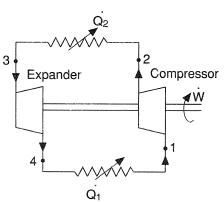 Q̇₂
3
2
Expander
Compressor
Ẇ
4
1
Q̇₁